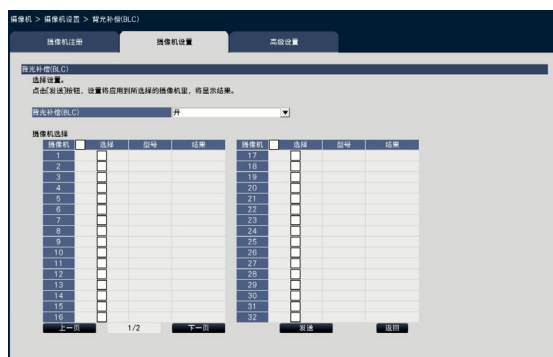 摄像机 > 摄像机设置 > 背光补偿(BLC)
摄像机注册 摄像机设置 高级设置
背光补偿(BLC)
选择设置。
点击[发送]按钮，设置将应用到所选择的摄像机里，将显示结果。
背光补偿(BLC) 开
摄像机选择
摄像机 选择 型号 结果 摄像机 选择 型号 结果
1 17
2 18
3 19
4 20
5 21
6 22
7 23
8 24
9 25
10 26
11 27
12 28
13 29
14 30
15 31
16 32
上一页 1/2 下一页 发送 返回